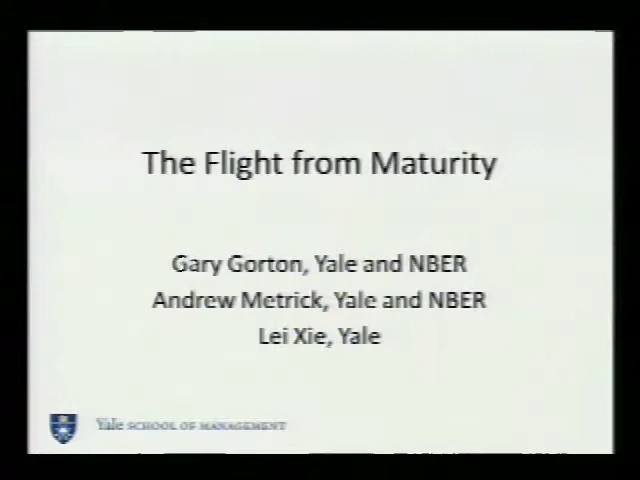 The Flight from Maturity
Gary Gorton, Yale and NBER
Andrew Metrick, Yale and NBER
Lei Xie, Yale
Yale SCHOOL OF MANAGEMENT